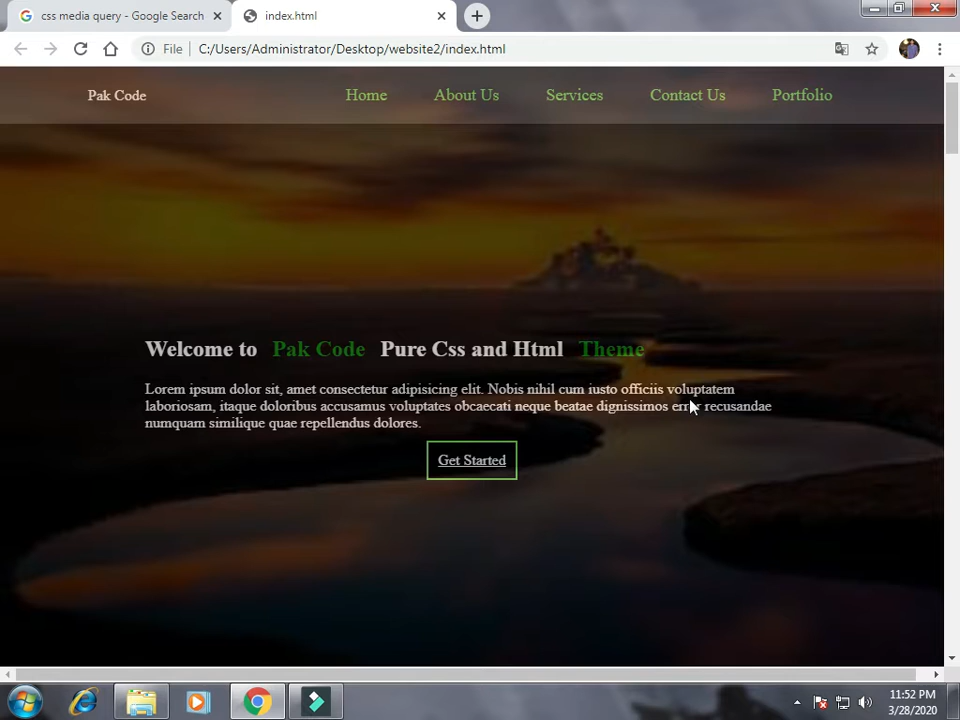 css media query - Google Search
index.html
File
C:/Users/Administrator/Desktop/website2/index.html
Pak Code
Home
About Us
Services
Contact Us
Portfolio
Welcome to Pak Code Pure Css and Html Theme
Lorem ipsum dolor sit, amet consectetur adipisicing elit. Nobis nihil cum iusto officiis voluptatem
laboriosam, itaque doloribus accusamus voluptates obcaecati neque beatae dignissimos error recusandae
numquam similique quae repellendus dolores.
Get Started
11:52 PM
3/28/2020